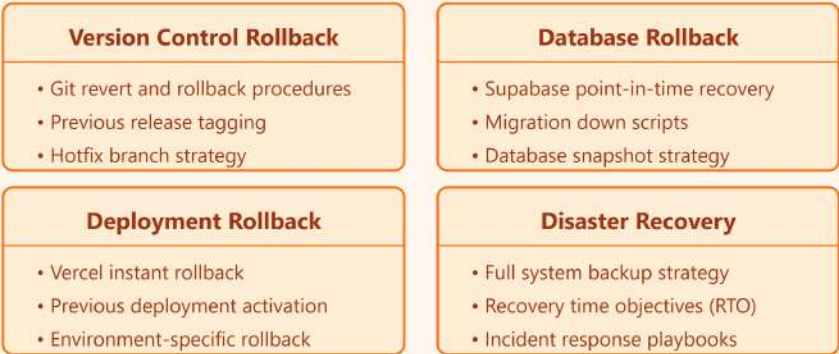 Version Control Rollback
• Git revert and rollback procedures
• Previous release tagging
• Hotfix branch strategy
Database Rollback
• Supabase point-in-time recovery
• Migration down scripts
• Database snapshot strategy
Deployment Rollback
• Vercel instant rollback
• Previous deployment activation
• Environment-specific rollback
Disaster Recovery
• Full system backup strategy
• Recovery time objectives (RTO)
• Incident response playbooks